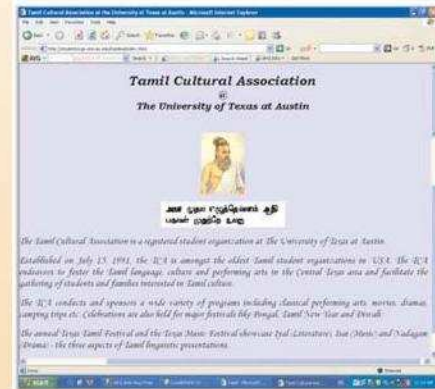 Tamil Cultural Association at the University of Texas at Austin - Microsoft Internet Explorer
Tamil Cultural Association
@
The University of Texas at Austin
அகர முதல எழுத்தெல்லாம் ஆதி
பகவன் முதற்றே உலகு
The Tamil Cultural Association is a registered student organization at The University of Texas at Austin.
Established on July 15, 1991, the TCA is amongst the oldest Tamil student organizations in USA. The TCA
endeavors to foster the Tamil language, culture and performing arts in the Central Texas area and facilitate the
gathering of students and families interested in Tamil culture.
The TCA conducts and sponsors a wide variety of programs including classical performing arts, movies, dramas,
camping trips etc. Celebrations are also held for major festivals like Pongal, Tamil New Year and Diwali.
The annual Texas Tamil Festival and the Texas Music Festival showcase Iyal (Literature), Isai (Music) and Nadagam
(Drama) - the three aspects of Tamil linguistic presentations.